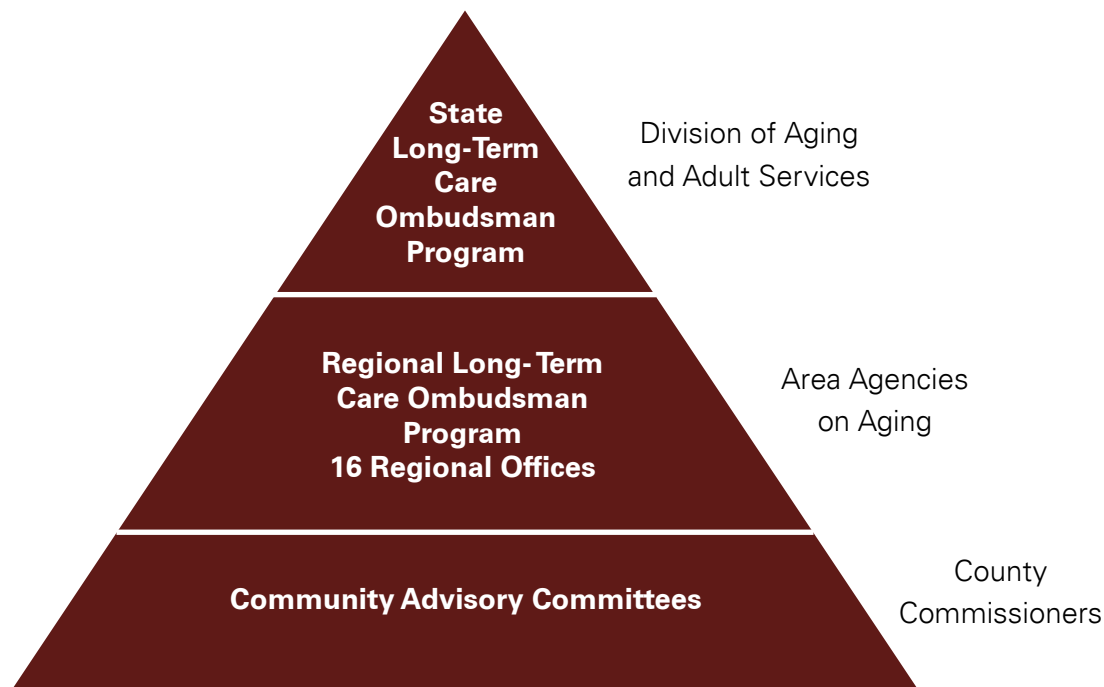 State
Long-Term
Care
Ombudsman
Program
Division of Aging
and Adult Services
Regional Long-Term
Care Ombudsman
Program
16 Regional Offices
Area Agencies
on Aging
Community Advisory Committees
County
Commissioners